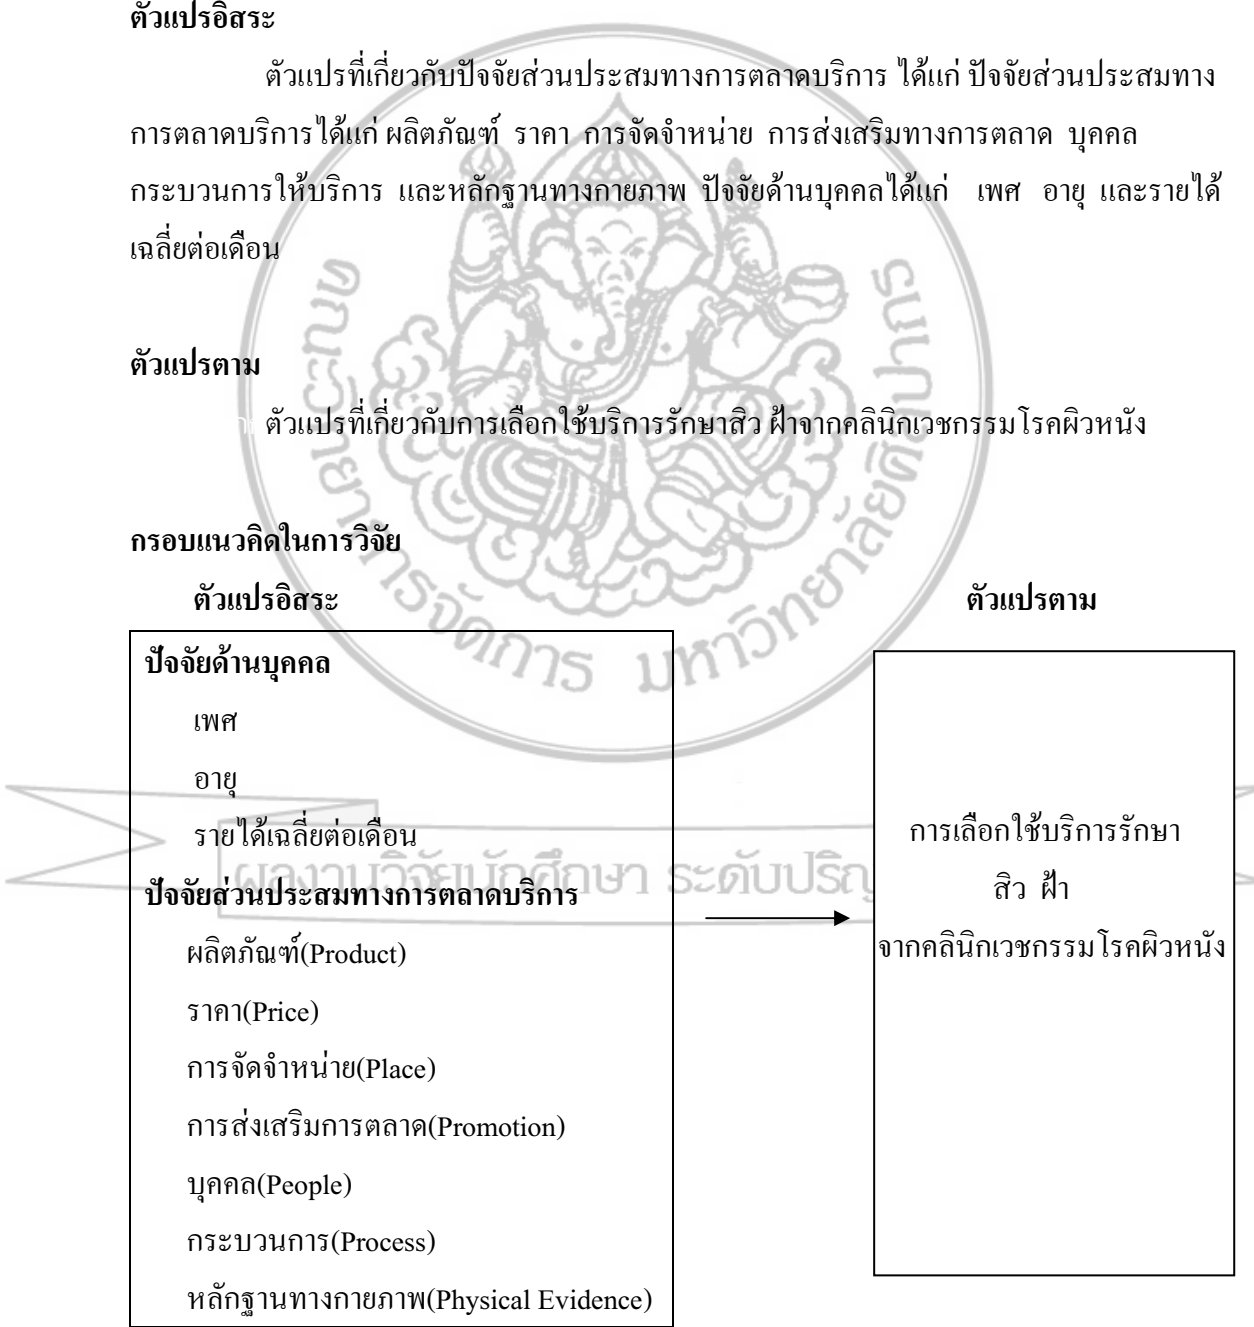 ตัวแปรอิสระ
ตัวแปรที่เกี่ยวกับปัจจัยส่วนประสมทางการตลาดบริการ ได้แก่ ปัจจัยส่วนประสมทาง
การตลาดบริการได้แก่ ผลิตภัณฑ์ ราคา การจัดจำหน่าย การส่งเสริมทางการตลาด บุคคล
กระบวนการให้บริการ และหลักฐานทางกายภาพ ปัจจัยด้านบุคคลได้แก่ เพศ อายุ และรายได้
เฉลี่ยต่อเดือน
ตัวแปรตาม
ตัวแปรที่เกี่ยวกับการเลือกใช้บริการรักษาสิว ฝ้าจากคลินิกเวชกรรมโรคผิวหนัง
กรอบแนวคิดในการวิจัย
ตัวแปรอิสระ
ตัวแปรตาม
ปัจจัยด้านบุคคล
เพศ
อายุ
รายได้เฉลี่ยต่อเดือน
ปัจจัยส่วนประสมทางการตลาดบริการ
ผลิตภัณฑ์(Product)
ราคา(Price)
การจัดจำหน่าย(Place)
การส่งเสริมการตลาด(Promotion)
บุคคล(People)
กระบวนการ(Process)
หลักฐานทางกายภาพ(Physical Evidence)
การเลือกใช้บริการรักษา
สิว ฝ้า
จากคลินิกเวชกรรมโรคผิวหนัง
ผลงานวิจัยนักศึกษา ระดับปริญ